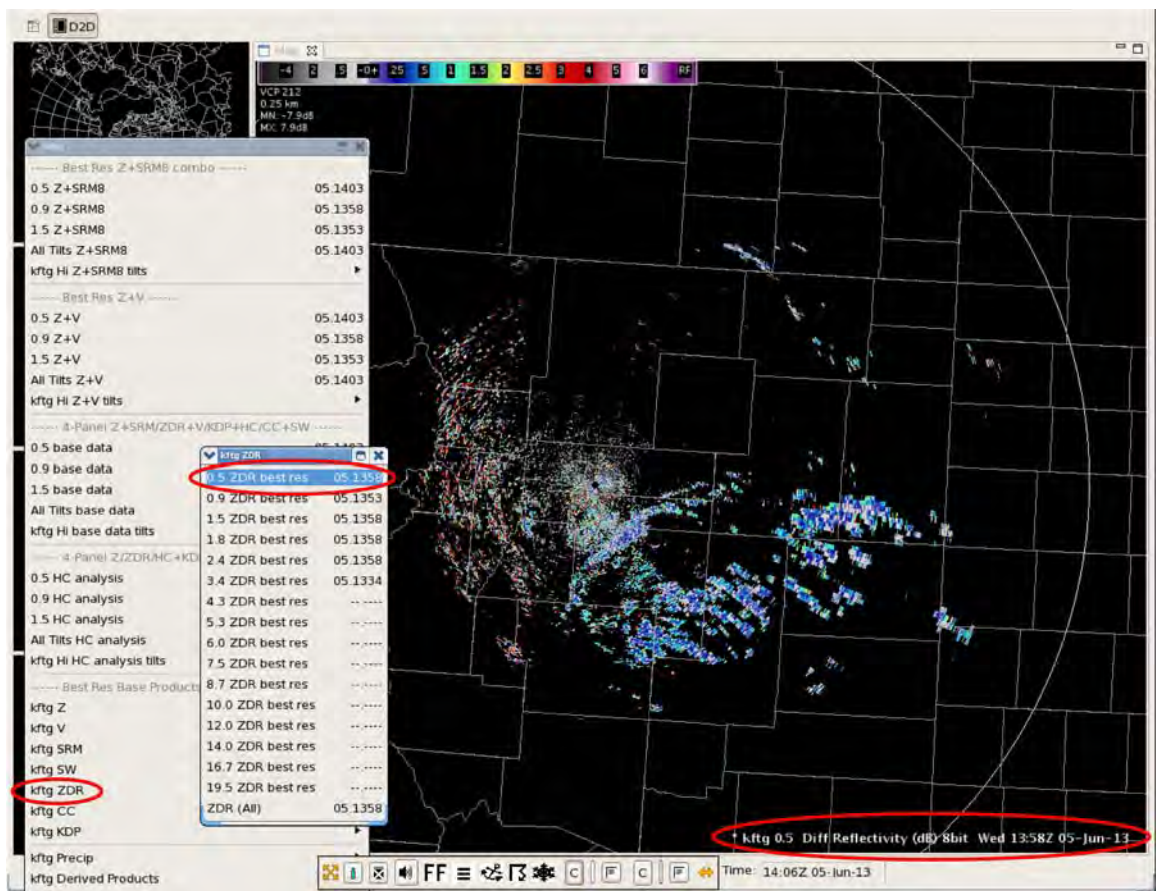 D2D
Map
-4 2 .5 -0+ .25 .5 1 1.5 2 2.5 3 4 5 6 RF
VCP 212
0.25 km
MN: -7.9dB
MX: 7.9dB
------ Best Res Z+SRM8 combo ------
0.5 Z+SRM8 05.1403
0.9 Z+SRM8 05.1358
1.5 Z+SRM8 05.1353
All Tilts Z+SRM8 05.1403
kftg Hi Z+SRM8 tilts
------ Best Res Z+V ------
0.5 Z+V 05.1403
0.9 Z+V 05.1358
1.5 Z+V 05.1353
All Tilts Z+V 05.1403
kftg Hi Z+V tilts
------ 4-Panel Z+SRM/ZDR+V/KDP+HC/CC+SW ------
0.5 base data
0.9 base data
1.5 base data
All Tilts base data
kftg Hi base data tilts
------ 4-Panel Z/ZDR/HC+KD
0.5 HC analysis
0.9 HC analysis
1.5 HC analysis
All Tilts HC analysis
kftg Hi HC analysis tilts
------ Best Res Base Products
kftg Z
kftg V
kftg SRM
kftg SW
kftg ZDR
kftg CC
kftg KDP
kftg Precip
kftg Derived Products
kftg ZDR
0.5 ZDR best res 05.1358
0.9 ZDR best res 05.1353
1.5 ZDR best res 05.1358
1.8 ZDR best res 05.1358
2.4 ZDR best res 05.1358
3.4 ZDR best res 05.1334
4.3 ZDR best res --.----
5.3 ZDR best res --.----
6.0 ZDR best res --.----
7.5 ZDR best res --.----
8.7 ZDR best res --.----
10.0 ZDR best res --.----
12.0 ZDR best res --.----
14.0 ZDR best res --.----
16.7 ZDR best res --.----
19.5 ZDR best res --.----
ZDR (All) 05.1358
* kftg 0.5 Diff Reflectivity (dB) 8bit Wed 13:58Z 05-Jun-13
FF C F C F Time: 14:06Z 05-Jun-13